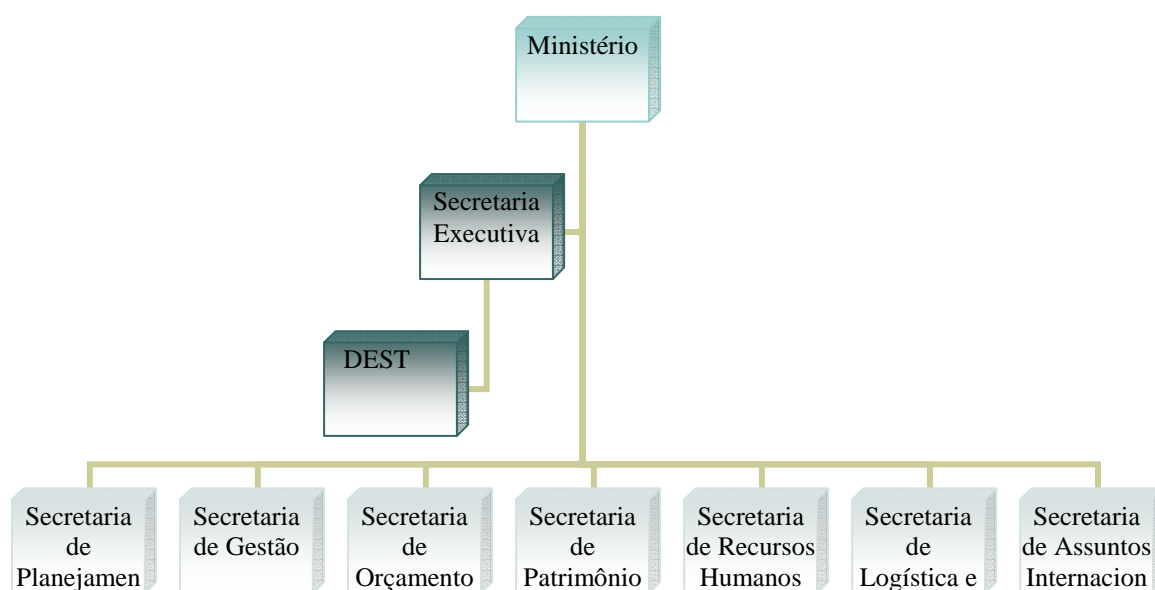 Ministério
Secretaria
Executiva
DEST
Secretaria
de
Planejamen
Secretaria
de Gestão
Secretaria
de
Orçamento
Secretaria
de
Patrimônio
Secretaria
de Recursos
Humanos
Secretaria
de
Logística e
Secretaria
de Assuntos
Internacion